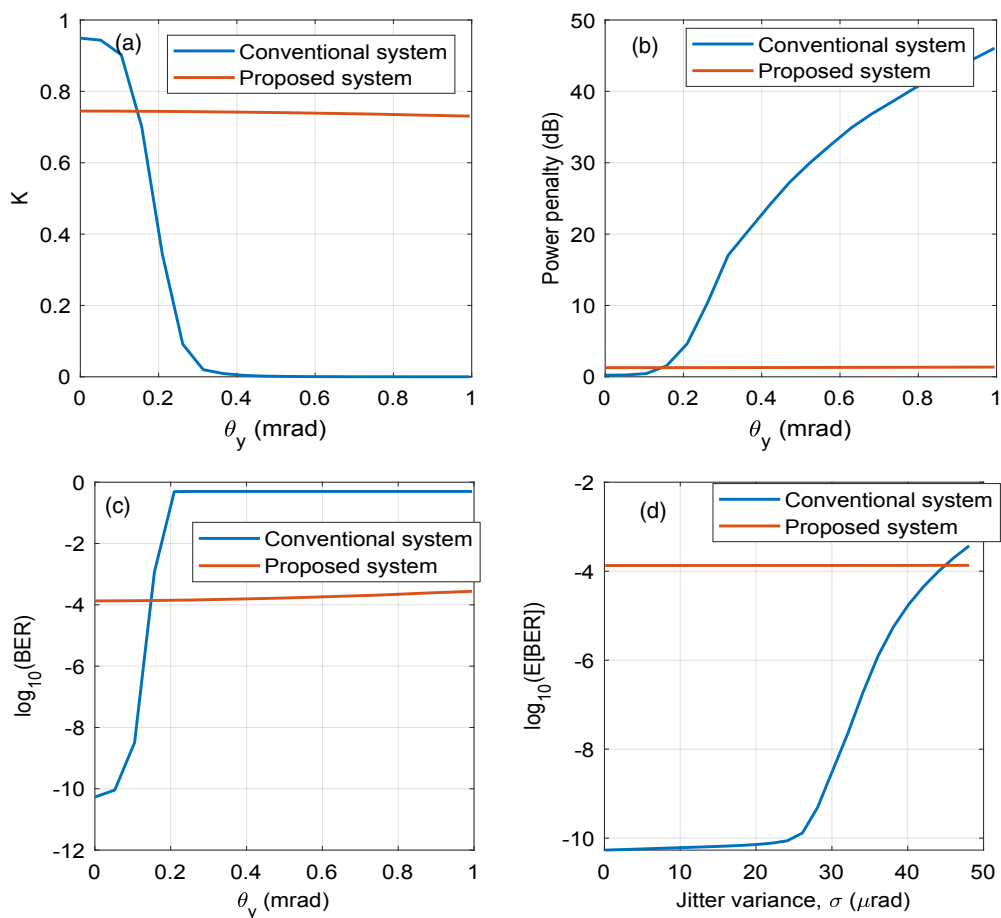 (a)
Conventional system
Proposed system
1
0.8
0.6
0.4
0.2
0
K
0
0.2
0.4
0.6
0.8
1
θy (mrad)
(b)
Conventional system
Proposed system
50
40
30
20
10
0
Power penalty (dB)
0
0.2
0.4
0.6
0.8
1
θy (mrad)
(c)
Conventional system
Proposed system
0
-2
-4
-6
-8
-10
-12
log10(BER)
0
0.2
0.4
0.6
0.8
1
θy (mrad)
(d)
Conventional system
Proposed system
-2
-4
-6
-8
-10
log10(E[BER])
0
10
20
30
40
50
Jitter variance, σ (μrad)